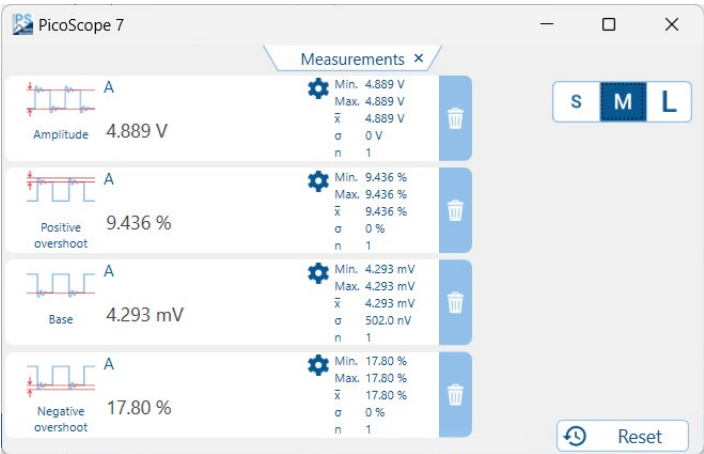 PS PicoScope 7
Measurements ×
A
Amplitude
4.889 V
Min. 4.889 V
Max. 4.889 V
x̄ 4.889 V
σ 0 V
n 1
A
Positive
overshoot
9.436 %
Min. 9.436 %
Max. 9.436 %
x̄ 9.436 %
σ 0 %
n 1
A
Base
4.293 mV
Min. 4.293 mV
Max. 4.293 mV
x̄ 4.293 mV
σ 502.0 nV
n 1
A
Negative
overshoot
17.80 %
Min. 17.80 %
Max. 17.80 %
x̄ 17.80 %
σ 0 %
n 1
S M L
Reset